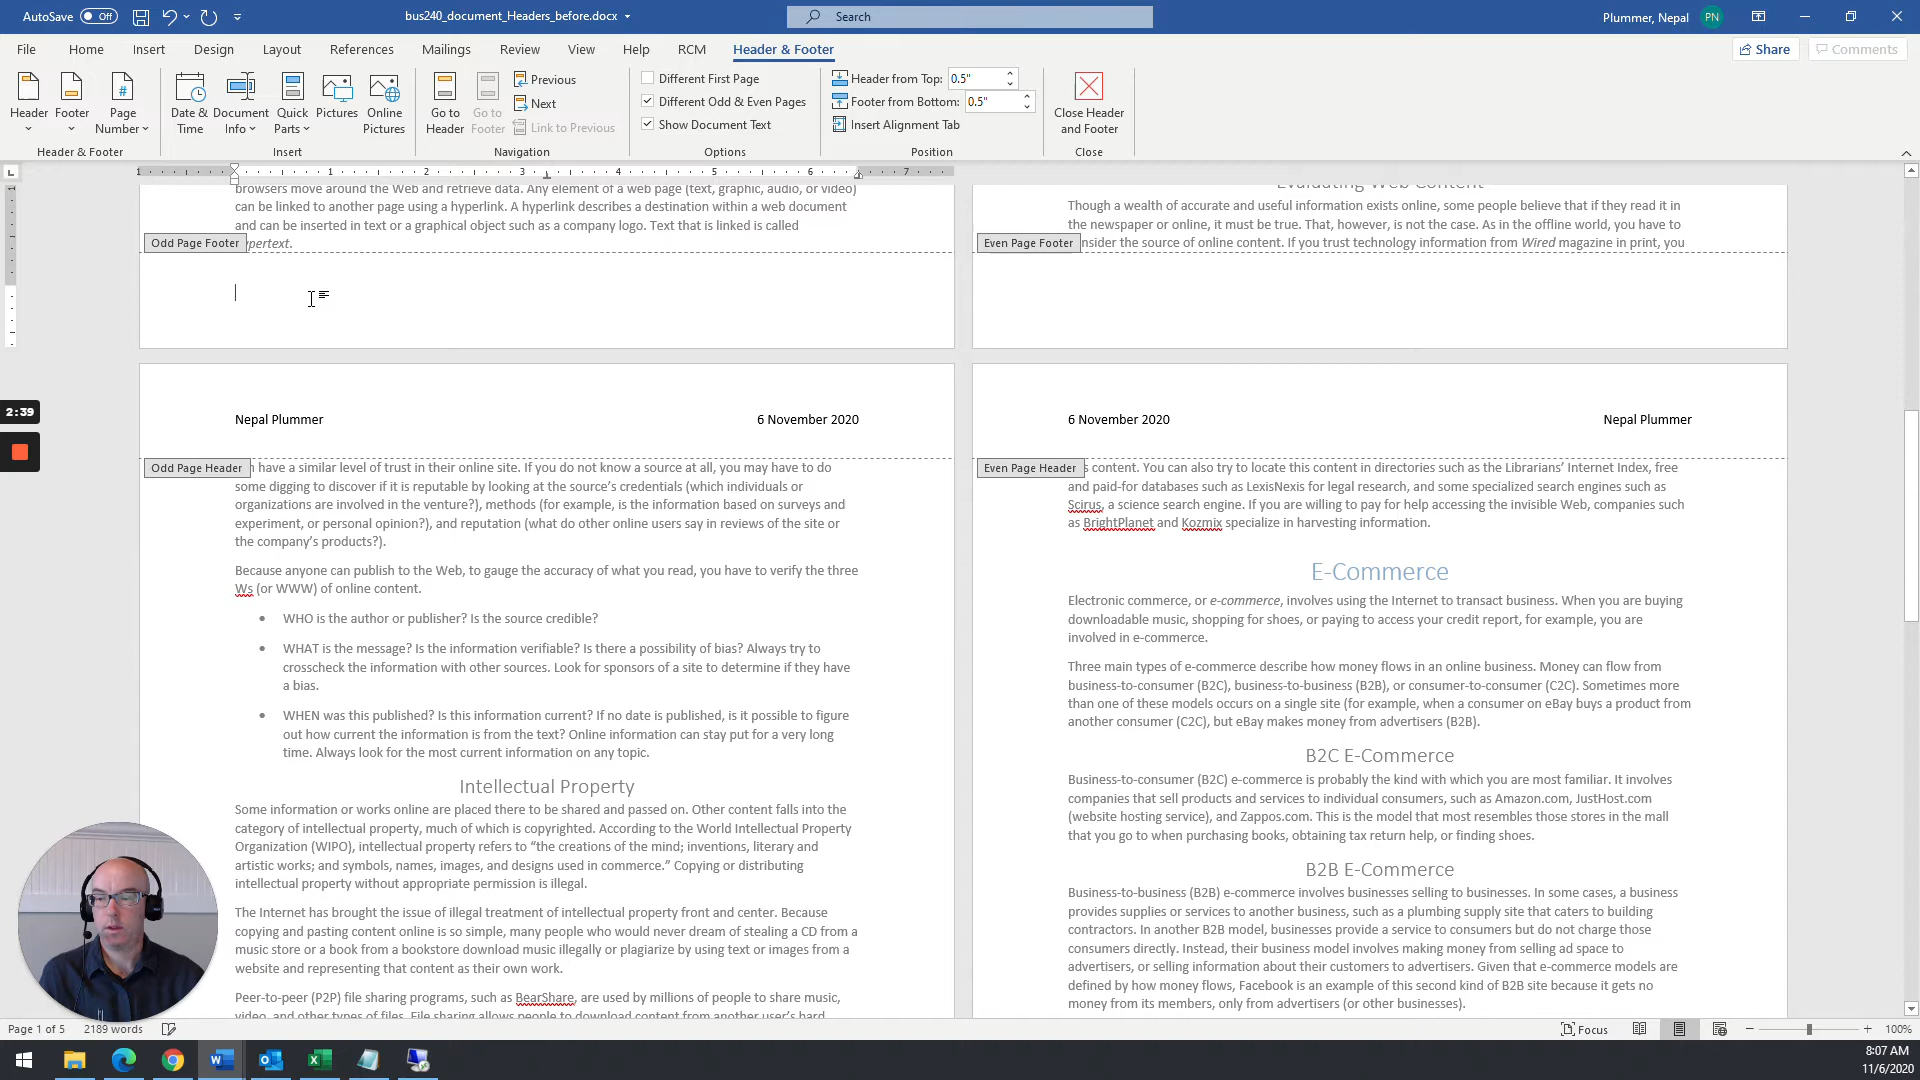 AutoSave Off
bus240_document_Headers_before.docx
Search
Plummer, Nepal PN
File Home Insert Design Layout References Mailings Review View Help RCM Header & Footer
Share Comments
Header
Footer
Page Number
Header & Footer
Date & Time
Document Info
Quick Parts
Pictures
Online Pictures
Insert
Go to Header
Go to Footer
Previous
Next
Link to Previous
Navigation
Different First Page
Different Odd & Even Pages
Show Document Text
Options
Header from Top: 0.5"
Footer from Bottom: 0.5"
Insert Alignment Tab
Position
Close Header and Footer
Close
1 1 2 3 4 5 6 7
browsers move around the Web and retrieve data. Any element of a web page (text, graphic, audio, or video)
can be linked to another page using a hyperlink. A hyperlink describes a destination within a web document
and can be inserted in text or a graphical object such as a company logo. Text that is linked is called
ypertext.
Odd Page Footer
Evaluating Web Content
Though a wealth of accurate and useful information exists online, some people believe that if they read it in
the newspaper or online, it must be true. That, however, is not the case. As in the offline world, you have to
nsider the source of online content. If you trust technology information from Wired magazine in print, you
Even Page Footer
2:39
Nepal Plummer 6 November 2020
Odd Page Header
n have a similar level of trust in their online site. If you do not know a source at all, you may have to do
some digging to discover if it is reputable by looking at the source's credentials (which individuals or
organizations are involved in the venture?), methods (for example, is the information based on surveys and
experiment, or personal opinion?), and reputation (what do other online users say in reviews of the site or
the company's products?).
Because anyone can publish to the Web, to gauge the accuracy of what you read, you have to verify the three
Ws (or WWW) of online content.
• WHO is the author or publisher? Is the source credible?
• WHAT is the message? Is the information verifiable? Is there a possibility of bias? Always try to
crosscheck the information with other sources. Look for sponsors of a site to determine if they have
a bias.
• WHEN was this published? Is this information current? If no date is published, is it possible to figure
out how current the information is from the text? Online information can stay put for a very long
time. Always look for the most current information on any topic.
Intellectual Property
Some information or works online are placed there to be shared and passed on. Other content falls into the
category of intellectual property, much of which is copyrighted. According to the World Intellectual Property
Organization (WIPO), intellectual property refers to "the creations of the mind; inventions, literary and
artistic works; and symbols, names, images, and designs used in commerce." Copying or distributing
intellectual property without appropriate permission is illegal.
The Internet has brought the issue of illegal treatment of intellectual property front and center. Because
copying and pasting content online is so simple, many people who would never dream of stealing a CD from a
music store or a book from a bookstore download music illegally or plagiarize by using text or images from a
website and representing that content as their own work.
Peer-to-peer (P2P) file sharing programs, such as BearShare, are used by millions of people to share music,
video, and other types of files. File sharing allows people to download content from another user's hard
6 November 2020 Nepal Plummer
Even Page Header
s content. You can also try to locate this content in directories such as the Librarians' Internet Index, free
and paid-for databases such as LexisNexis for legal research, and some specialized search engines such as
Scirus, a science search engine. If you are willing to pay for help accessing the invisible Web, companies such
as BrightPlanet and Kozmix specialize in harvesting information.
E-Commerce
Electronic commerce, or e-commerce, involves using the Internet to transact business. When you are buying
downloadable music, shopping for shoes, or paying to access your credit report, for example, you are
involved in e-commerce.
Three main types of e-commerce describe how money flows in an online business. Money can flow from
business-to-consumer (B2C), business-to-business (B2B), or consumer-to-consumer (C2C). Sometimes more
than one of these models occurs on a single site (for example, when a consumer on eBay buys a product from
another consumer (C2C), but eBay makes money from advertisers (B2B).
B2C E-Commerce
Business-to-consumer (B2C) e-commerce is probably the kind with which you are most familiar. It involves
companies that sell products and services to individual consumers, such as Amazon.com, JustHost.com
(website hosting service), and Zappos.com. This is the model that most resembles those stores in the mall
that you go to when purchasing books, obtaining tax return help, or finding shoes.
B2B E-Commerce
Business-to-business (B2B) e-commerce involves businesses selling to businesses. In some cases, a business
provides supplies or services to another business, such as a plumbing supply site that caters to building
contractors. In another B2B model, businesses provide a service to consumers but do not charge those
consumers directly. Instead, their business model involves making money from selling ad space to
advertisers, or selling information about their customers to advertisers. Given that e-commerce models are
defined by how money flows, Facebook is an example of this second kind of B2B site because it gets no
money from its members, only from advertisers (or other businesses).
Page 1 of 5 2189 words
Focus 100%
8:07 AM
11/6/2020